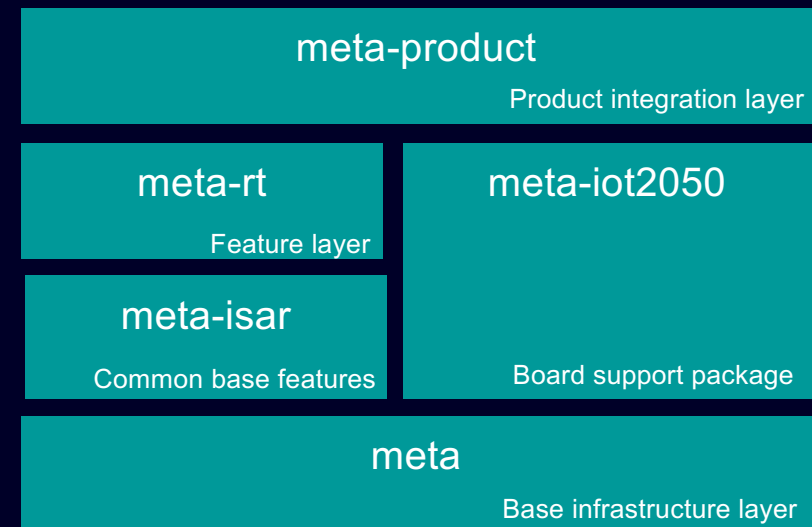 meta-product
Product integration layer
meta-rt
Feature layer
meta-iot2050
Board support package
meta-isar
Common base features
meta
Base infrastructure layer